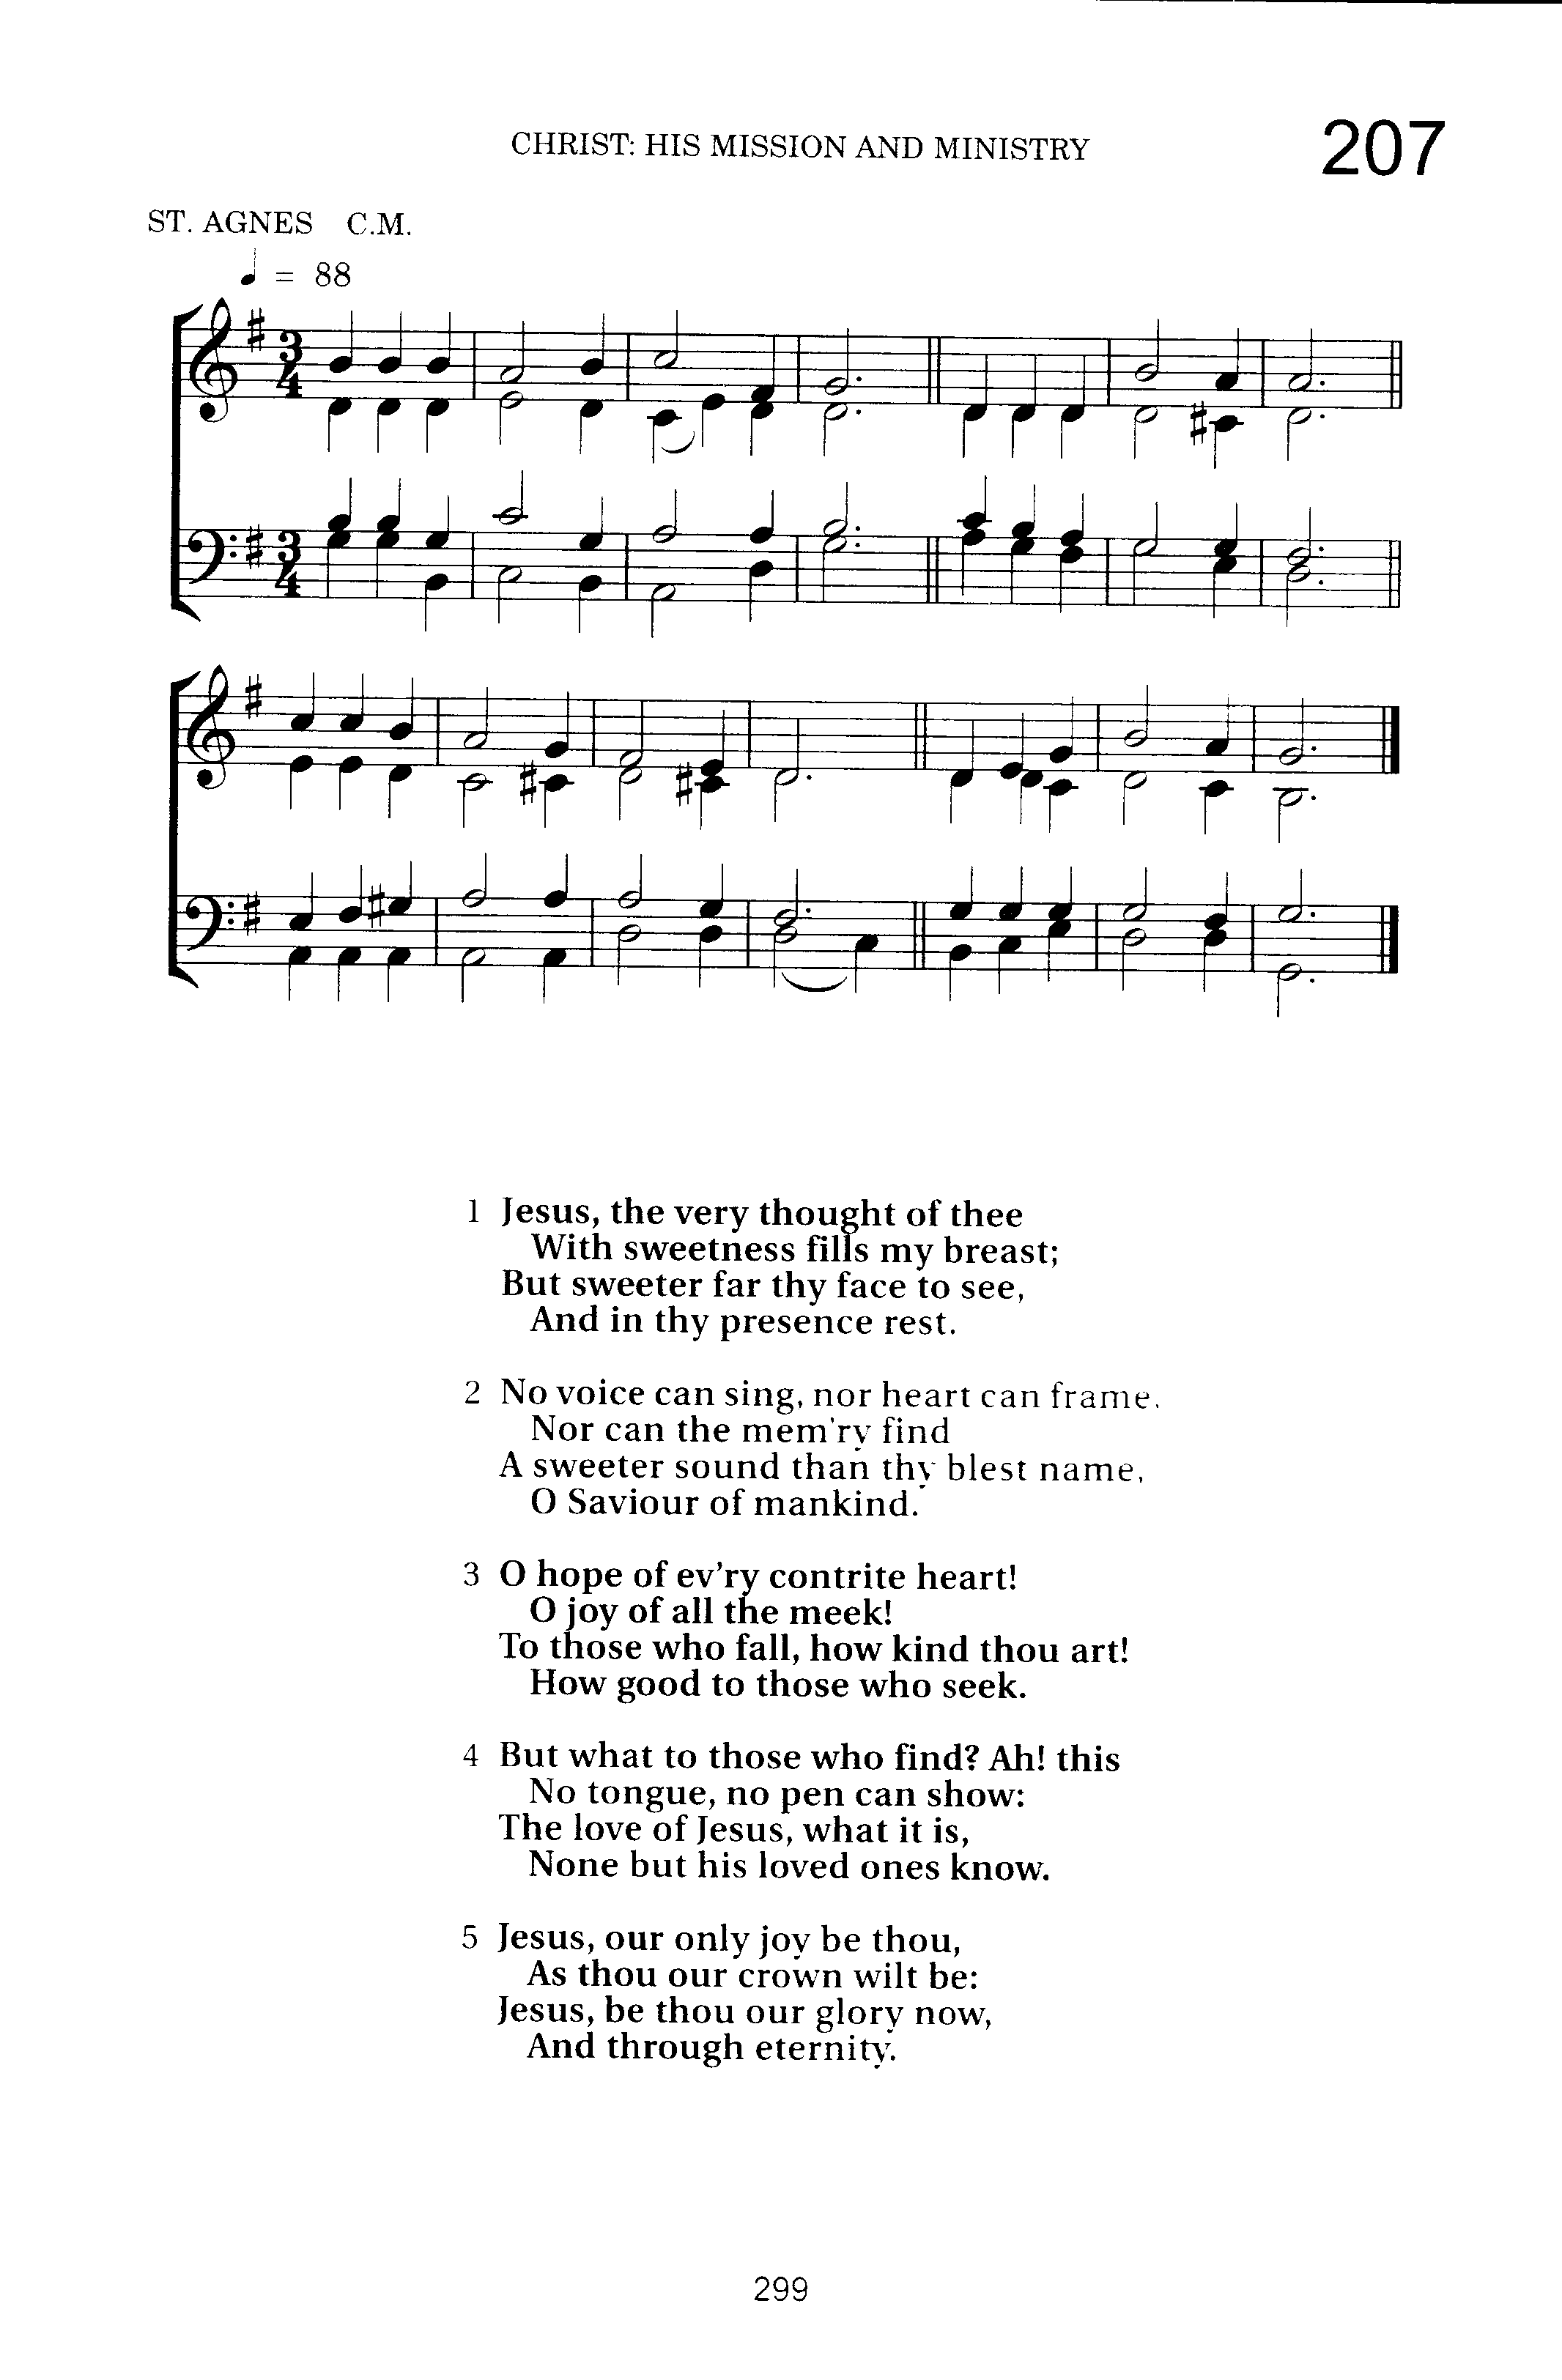 CHRIST: HIS MISSION AND MINISTRY
207
ST. AGNES C.M.
♩ = 88
3
4
3
4
1 Jesus, the very thought of thee
With sweetness fills my breast;
But sweeter far thy face to see,
And in thy presence rest.
2 No voice can sing, nor heart can frame,
Nor can the mem'ry find
A sweeter sound than thy blest name,
O Saviour of mankind.
3 O hope of ev'ry contrite heart!
O joy of all the meek!
To those who fall, how kind thou art!
How good to those who seek.
4 But what to those who find? Ah! this
No tongue, no pen can show:
The love of Jesus, what it is,
None but his loved ones know.
5 Jesus, our only joy be thou,
As thou our crown wilt be:
Jesus, be thou our glory now,
And through eternity.
299